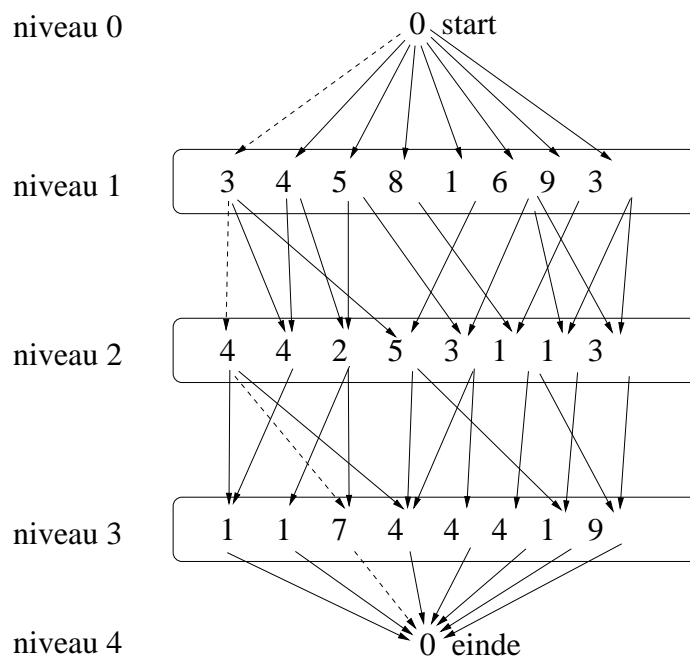 niveau 0 0 start
niveau 1 3 4 5 8 1 6 9 3
niveau 2 4 4 2 5 3 1 1 3
niveau 3 1 1 7 4 4 4 1 9
niveau 4 0 einde